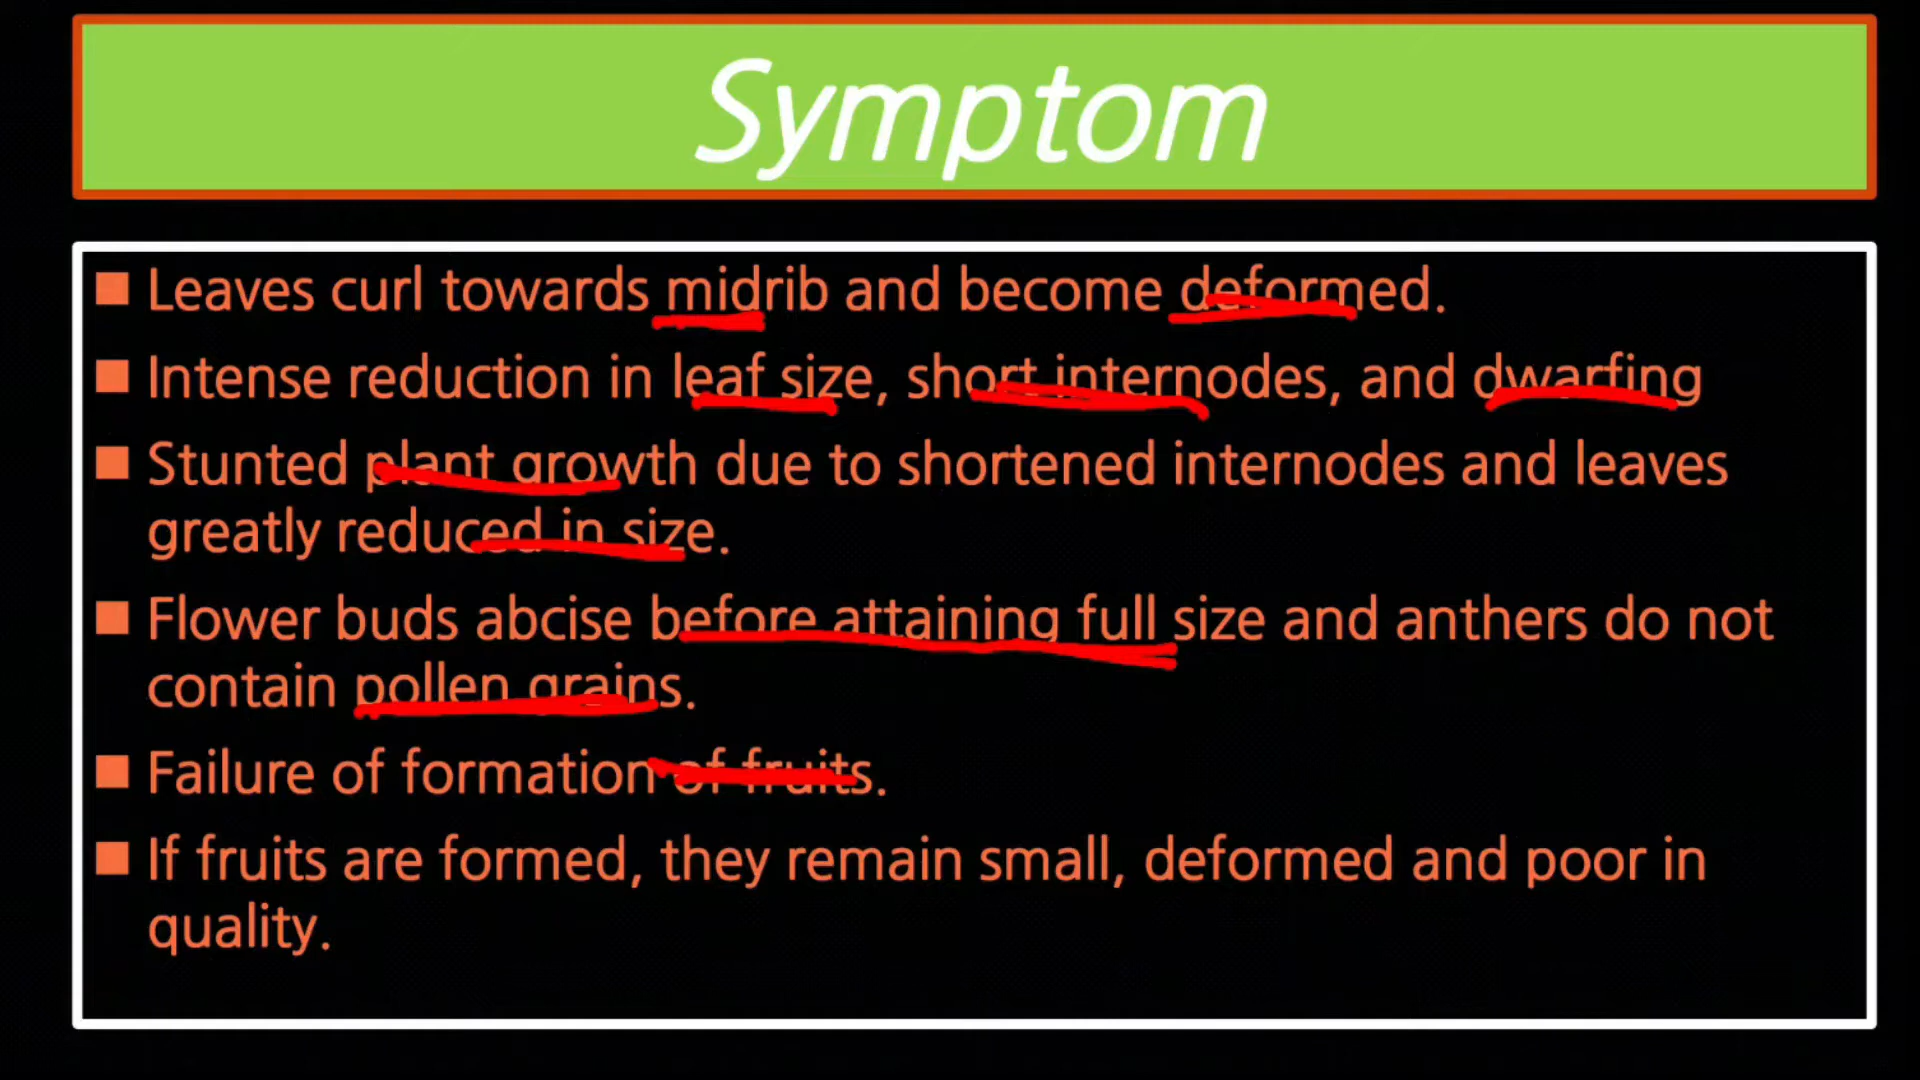 Symptom
Leaves curl towards midrib and become deformed.
Intense reduction in leaf size, short internodes, and dwarfing
Stunted plant growth due to shortened internodes and leaves
greatly reduced in size.
Flower buds abcise before attaining full size and anthers do not
contain pollen grains.
Failure of formation of fruits.
If fruits are formed, they remain small, deformed and poor in
quality.